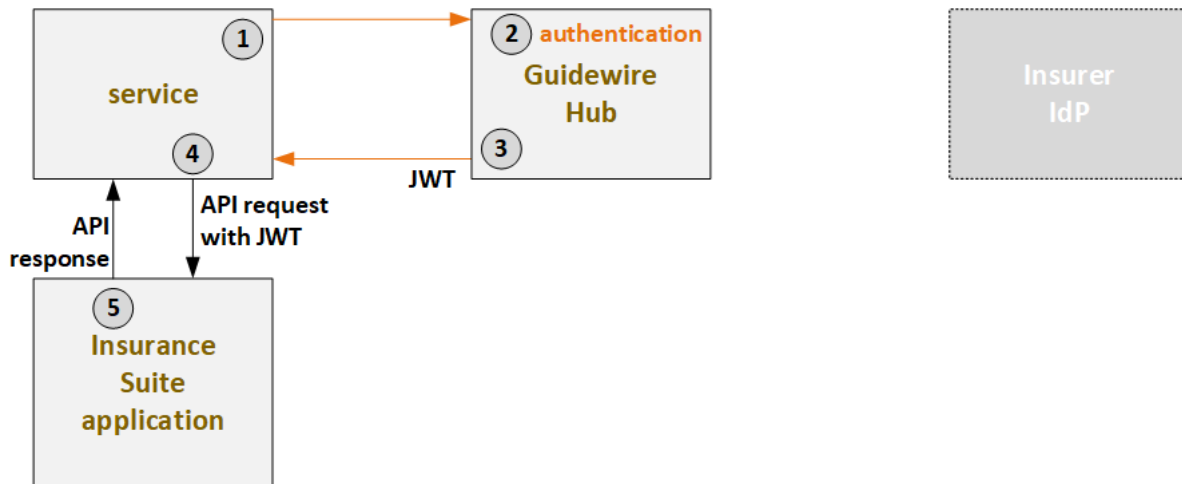 1
service
4
2
authentication
Guidewire
Hub
3
JWT
Insurer
IdP
API
response
API request
with JWT
5
Insurance
Suite
application